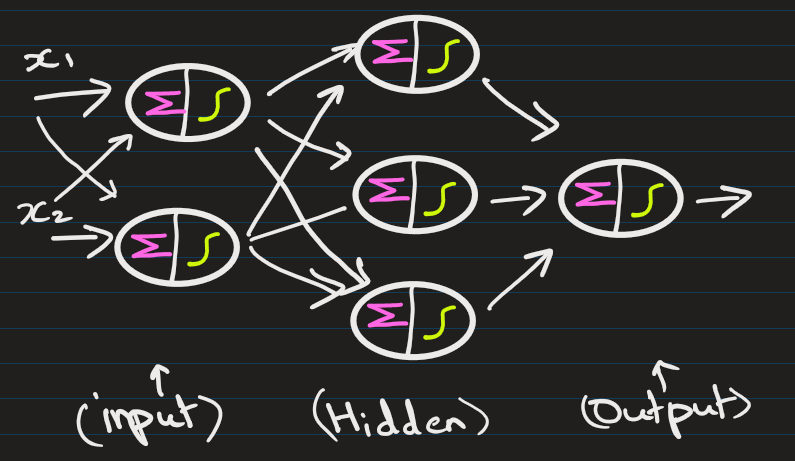 x1
x2
Σ ∫
Σ ∫
Σ ∫
Σ ∫
Σ ∫
Σ ∫
(input)
(Hidden)
(Output)